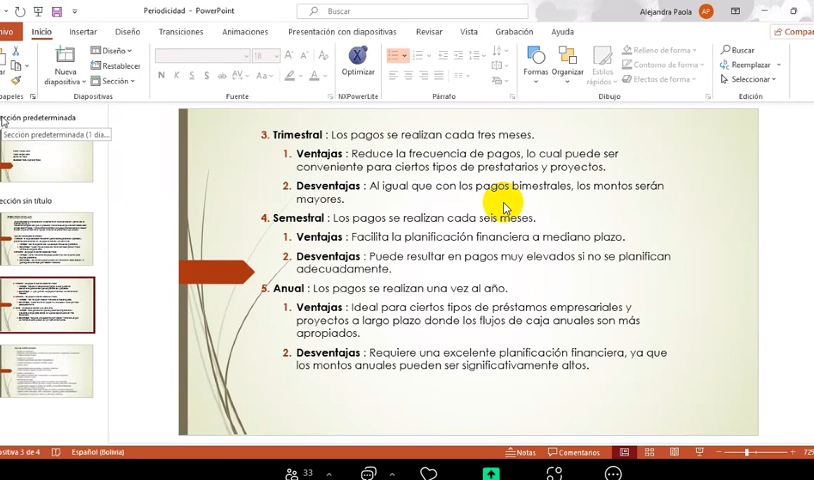 Periodicidad - PowerPoint
Buscar
Alejandra Paola
AP
Inicio
Insertar
Diseño
Transiciones
Animaciones
Presentación con diapositivas
Revisar
Vista
Grabación
Ayuda
Nueva
diapositiva
Diseño
Restablecer
Sección
Diapositivas
18
N
K
S
ab
AV
Aa
A
Fuente
Optimizar
NXPowerLite
Párrafo
Formas
Organizar
Estilos
rápidos
Relleno de forma
Contorno de forma
Efectos de forma
Dibujo
Buscar
Reemplazar
Seleccionar
Edición
Sección predeterminada (1 dia...
3. Trimestral : Los pagos se realizan cada tres meses.
1. Ventajas : Reduce la frecuencia de pagos, lo cual puede ser
conveniente para ciertos tipos de prestatarios y proyectos.
2. Desventajas : Al igual que con los pagos bimestrales, los montos serán
mayores.
4. Semestral : Los pagos se realizan cada seis meses.
1. Ventajas : Facilita la planificación financiera a mediano plazo.
2. Desventajas : Puede resultar en pagos muy elevados si no se planifican
adecuadamente.
5. Anual : Los pagos se realizan una vez al año.
1. Ventajas : Ideal para ciertos tipos de préstamos empresariales y
proyectos a largo plazo donde los flujos de caja anuales son más
apropiados.
2. Desventajas : Requiere una excelente planificación financiera, ya que
los montos anuales pueden ser significativamente altos.
3 de 4
Español (Bolivia)
Notas
Comentarios
33